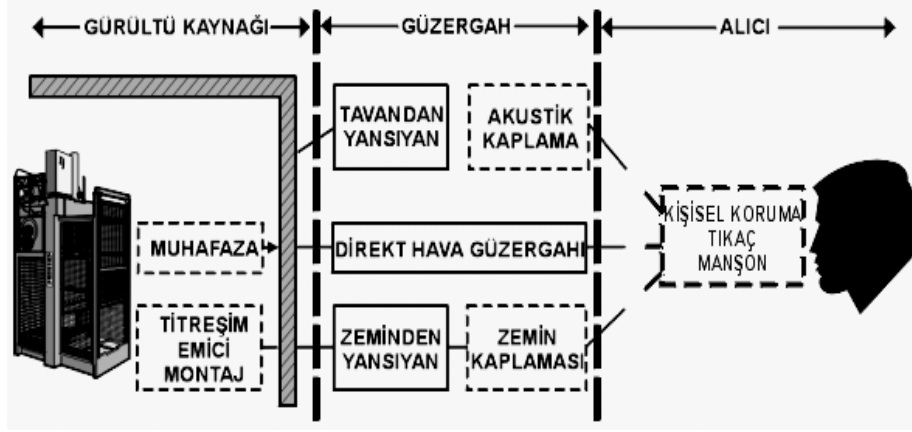 GÜRÜLTÜ KAYNAĞI
GÜZERGAH
ALICI
TAVANDAN
YANSIYAN
AKUSTİK
KAPLAMA
MUHAFAZA
DİREKT HAVA GÜZERGAHI
KİŞİSEL KORUMA
TIKAÇ
MANŞON
TİTREŞİM
EMİCİ
MONTAJ
ZEMİNDEN
YANSIYAN
ZEMİN
KAPLAMASI